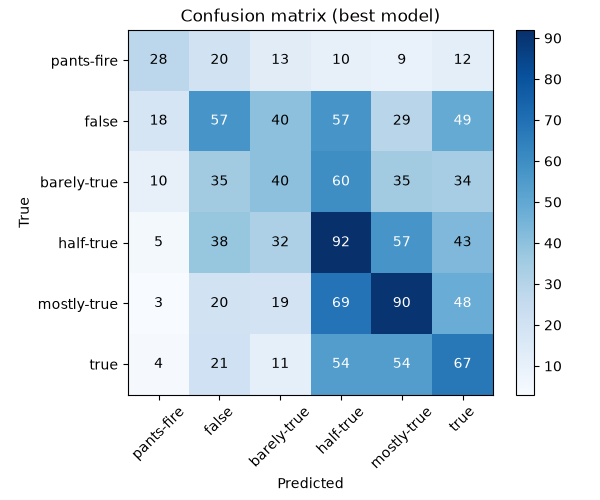 Confusion matrix (best model)
True
pants-fire 28 20 13 10 9 12
false 18 57 40 57 29 49
barely-true 10 35 40 60 35 34
half-true 5 38 32 92 57 43
mostly-true 3 20 19 69 90 48
true 4 21 11 54 54 67
pants-fire false barely-true half-true mostly-true true
Predicted
90
80
70
60
50
40
30
20
10